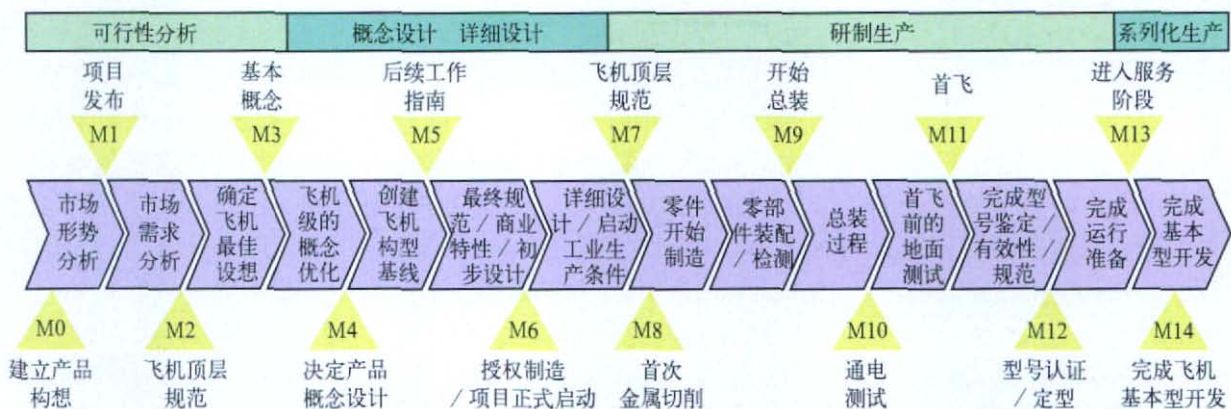 可行性分析
概念设计 详细设计
研制生产
系列化生产
项目
发布
基本
概念
后续工作
指南
飞机顶层
规范
开始
总装
首飞
进入服务
阶段
M1
M3
M5
M7
M9
M11
M13
市场
形势
分析
市场
需求
分析
确定
飞机
最佳
设想
飞机
级的
概念
优化
创建
飞机
构型
基线
最终规
范/商业
特性/初
步设计
详细设
计/启动
工业生
产条件
零件
开始
制造
零部
件装配
/检测
总装
过程
首飞
前的
地面
测试
完成型
号鉴定/
有效性/
规范
完成
运行
准备
完成
基本
型开发
M0
M2
M4
M6
M8
M10
M12
M14
建立产品
构想
飞机顶层
规范
决定产品
概念设计
授权制造
/项目正式启动
首次
金属切削
通电
测试
型号认证
/定型
完成飞机
基本型开发